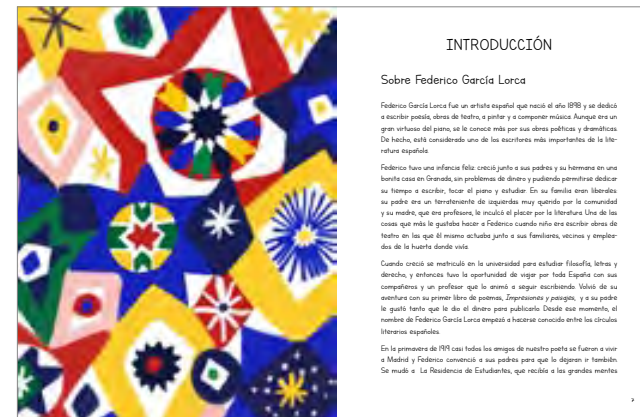 INTRODUCCIÓN
Sobre Federico García Lorca
Federico García Lorca fue un artista español que nació el año 1898 y se dedicó
a escribir poesía, obras de teatro, a pintar y a componer música. Aunque era un
gran virtuoso del piano, se le conoce más por sus obras poéticas y dramáticas.
De hecho, está considerado uno de los escritores más importantes de la lite-
ratura española.
Federico tuvo una infancia feliz: creció junto a sus padres y su hermana en una
bonita casa en Granada, sin problemas de dinero y pudiendo permitirse dedicar
su tiempo a escribir, tocar el piano y estudiar. En su familia eran liberales:
su padre era un terrateniente de izquierdas muy querido por la comunidad
y su madre, que era profesora, le inculcó el placer por la literatura. Una de las
cosas que más le gustaba hacer a Federico cuando niño era escribir obras de
teatro en las que él mismo actuaba junto a sus familiares, vecinos y emplea-
dos de la huerta donde vivía.
Cuando creció se matriculó en la universidad para estudiar filosofía, letras y
derecho, y entonces tuvo la oportunidad de viajar por toda España con sus
compañeros y un profesor que lo animó a seguir escribiendo. Volvió de su
aventura con su primer libro de poemas, Impresiones y paisajes, y a su padre
le gustó tanto que le dio el dinero para publicarlo. Desde ese momento, el
nombre de Federico García Lorca empezó a hacerse conocido entre los círculos
literarios españoles.
En la primavera de 1919 casi todos los amigos de nuestro poeta se fueron a vivir
a Madrid y Federico convenció a sus padres para que lo dejaran ir también.
Se mudó a La Residencia de Estudiantes, que recibía a las grandes mentes